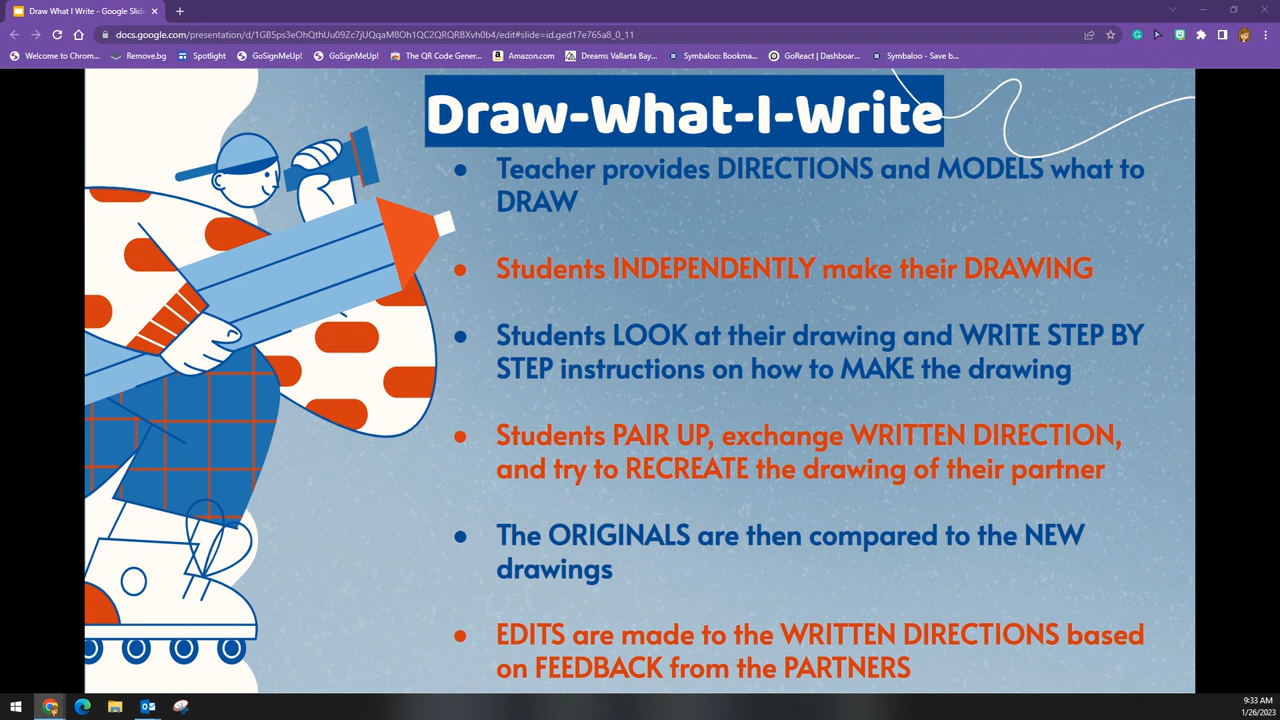 Draw What I Write - Google Slide
docs.google.com/presentation/d/1GB5ps3eOhQthUu09Zc7jUQqaM8Oh1QC2QRQRBXvh0b4/edit#slide=id.ged17e765a8_0_11
Welcome to Chrom... Remove.bg Spotlight GoSignMeUp! GoSignMeUp! The QR Code Gener... Amazon.com Dreams Vallarta Bay... Symbaloo: Bookma... GoReact | Dashboar... Symbaloo - Save b...
Draw-What-I-Write
• Teacher provides DIRECTIONS and MODELS what to
DRAW
• Students INDEPENDENTLY make their DRAWING
• Students LOOK at their drawing and WRITE STEP BY
STEP instructions on how to MAKE the drawing
• Students PAIR UP, exchange WRITTEN DIRECTION,
and try to RECREATE the drawing of their partner
• The ORIGINALS are then compared to the NEW
drawings
• EDITS are made to the WRITTEN DIRECTIONS based
on FEEDBACK from the PARTNERS
9:33 AM
1/26/2023